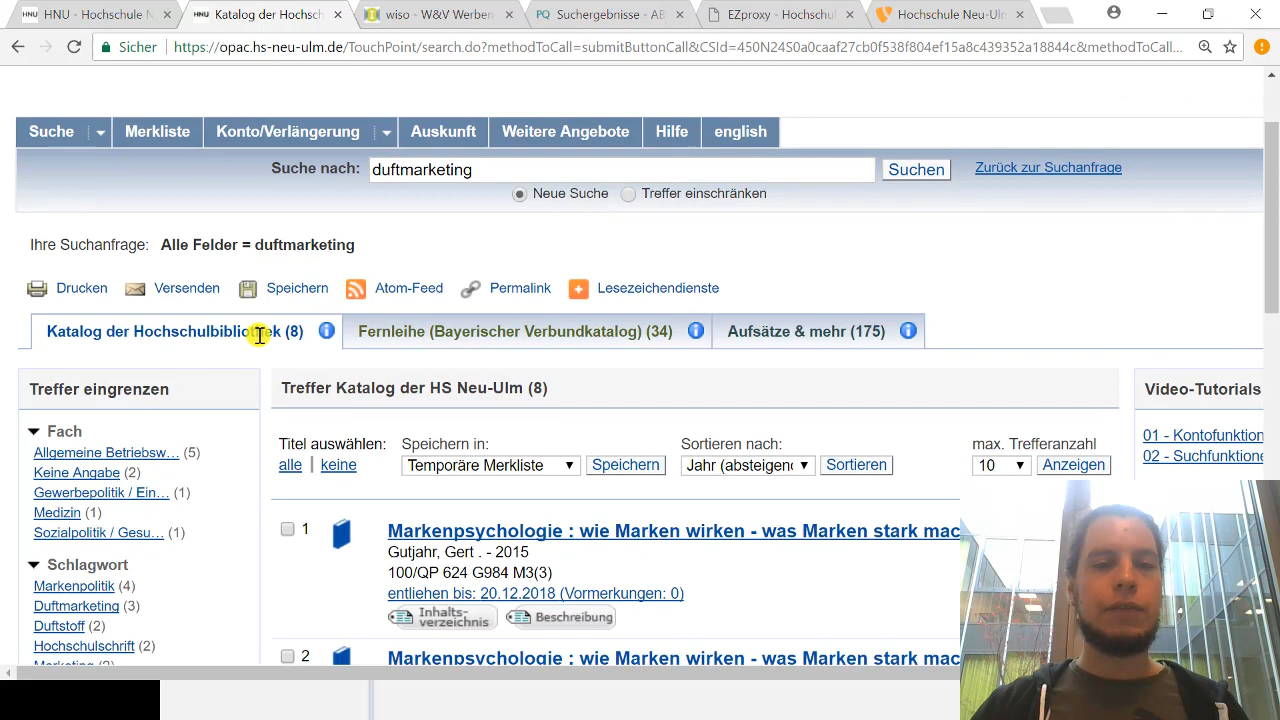 HNU - Hochschule N
Katalog der Hochsch
wiso - W&V Werben
Suchergebnisse - AB
EZproxy - Hochschul
Hochschule Neu-Ulm
Sicher
https://opac.hs-neu-ulm.de/TouchPoint/search.do?methodToCall=submitButtonCall&CSId=450N24S0b0caaf27cb0f538f804ef15a8c439352a18844c&methodToCall...
Suche Merkliste Konto/Verlängerung Auskunft Weitere Angebote Hilfe english
Suche nach: duftmarketing Suchen Zurück zur Suchanfrage
Neue Suche Treffer einschränken
Ihre Suchanfrage: Alle Felder = duftmarketing
Drucken Versenden Speichern Atom-Feed Permalink Lesezeichendienste
Katalog der Hochschulbibliothek (8) Fernleihe (Bayerischer Verbundkatalog) (34) Aufsätze & mehr (175)
Treffer eingrenzen
Fach
Allgemeine Betriebsw… (5)
Keine Angabe (2)
Gewerbepolitik / Ein… (1)
Medizin (1)
Sozialpolitik / Gesu… (1)
Schlagwort
Markenpolitik (4)
Duftmarketing (3)
Duftstoff (2)
Hochschulschrift (2)
Marketing (2)
Treffer Katalog der HS Neu-Ulm (8)
Titel auswählen: Speichern in: Sortieren nach: max. Trefferanzahl
alle | keine Temporäre Merkliste Speichern Jahr (absteigend Sortieren 10 Anzeigen
1 Markenpsychologie : wie Marken wirken - was Marken stark mac
Gutjahr, Gert . - 2015
100/QP 624 G984 M3(3)
entliehen bis: 20.12.2018 (Vormerkungen: 0)
Inhalts-
verzeichnis
Beschreibung
2 Markenpsychologie : wie Marken wirken - was Marken stark mac
Video-Tutorials
01 - Kontofunktion
02 - Suchfunktione